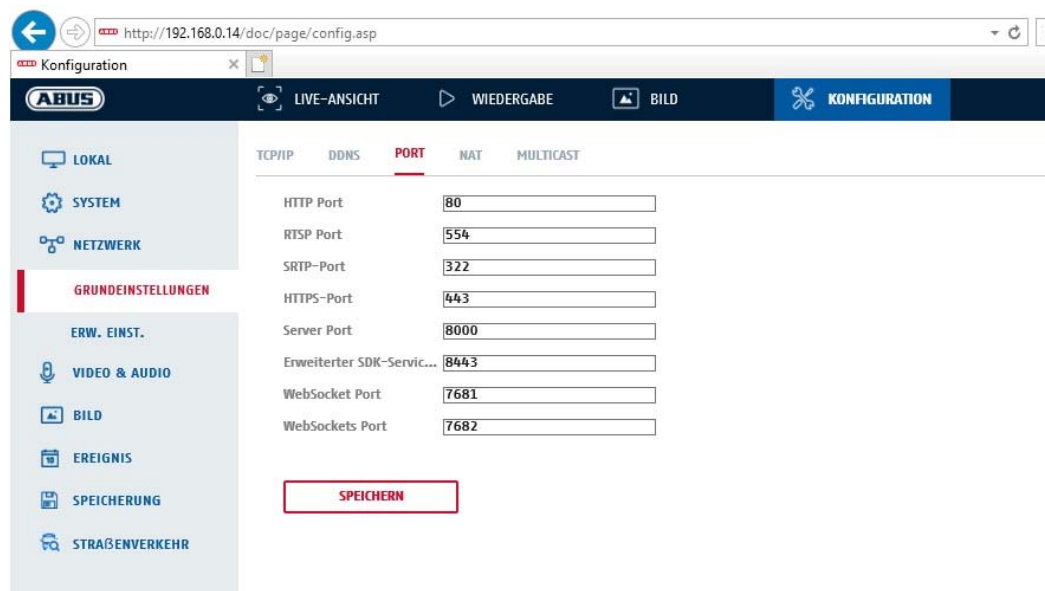 http://192.168.0.14/doc/page/config.asp
Konfiguration
ABUS
LIVE-ANSICHT
WIEDERGABE
BILD
KONFIGURATION
LOKAL
SYSTEM
NETZWERK
GRUNDEINSTELLUNGEN
ERW. EINST.
VIDEO & AUDIO
BILD
EREIGNIS
SPEICHERUNG
STRAßENVERKEHR
TCP/IP DDNS PORT NAT MULTICAST
HTTP Port 80
RTSP Port 554
SRTP-Port 322
HTTPS-Port 443
Server Port 8000
Erweiterter SDK-Servic... 8443
WebSocket Port 7681
WebSockets Port 7682
SPEICHERN